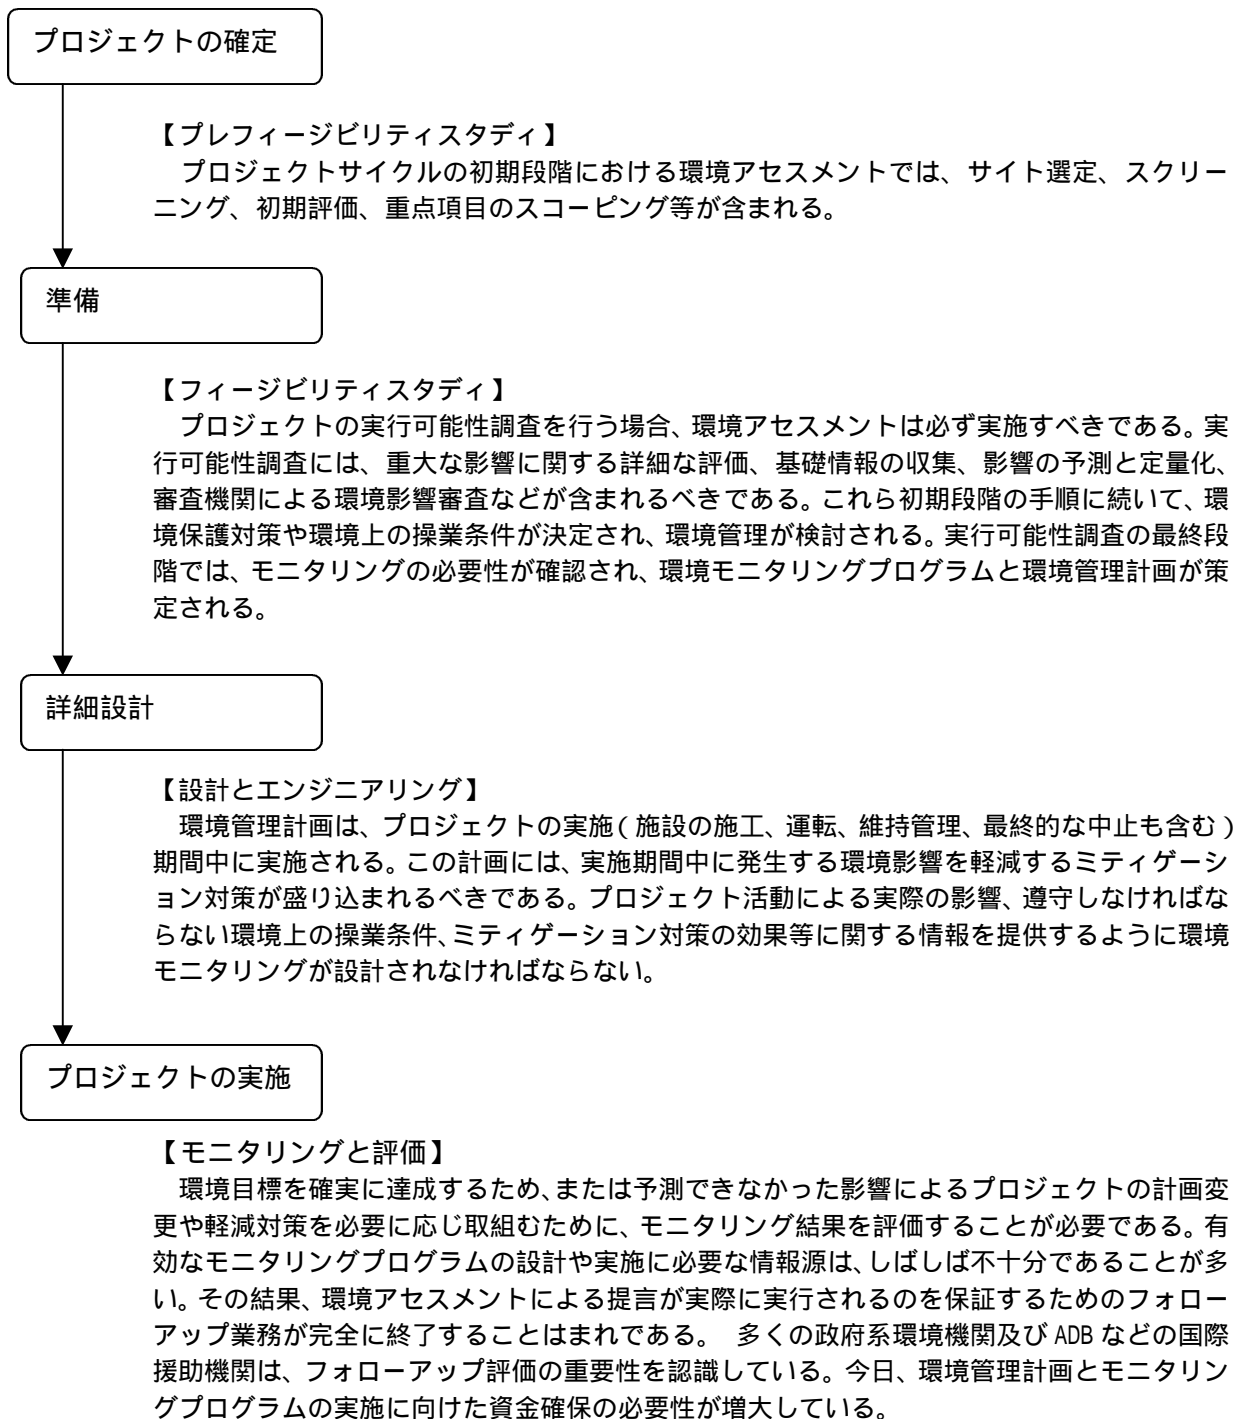 プロジェクトの確定
【プレフィージビリティスタディ】
プロジェクトサイクルの初期段階における環境アセスメントでは、サイト選定、スクリー
ニング、初期評価、重点項目のスコーピング等が含まれる。
準備
【フィージビリティスタディ】
プロジェクトの実行可能性調査を行う場合、環境アセスメントは必ず実施すべきである。実
行可能性調査には、重大な影響に関する詳細な評価、基礎情報の収集、影響の予測と定量化、
審査機関による環境影響審査などが含まれるべきである。これら初期段階の手順に続いて、環
境保護対策や環境上の操業条件が決定され、環境管理が検討される。実行可能性調査の最終段
階では、モニタリングの必要性が確認され、環境モニタリングプログラムと環境管理計画が策
定される。
詳細設計
【設計とエンジニアリング】
環境管理計画は、プロジェクトの実施(施設の施工、運転、維持管理、最終的な中止も含む)
期間中に実施される。この計画には、実施期間中に発生する環境影響を軽減するミティゲーシ
ョン対策が盛り込まれるべきである。プロジェクト活動による実際の影響、遵守しなければな
らない環境上の操業条件、ミティゲーション対策の効果等に関する情報を提供するように環境
モニタリングが設計されなければならない。
プロジェクトの実施
【モニタリングと評価】
環境目標を確実に達成するため、または予測できなかった影響によるプロジェクトの計画変
更や軽減対策を必要に応じ取組むために、モニタリング結果を評価することが必要である。有
効なモニタリングプログラムの設計や実施に必要な情報源は、しばしば不十分であることが多
い。その結果、環境アセスメントによる提言が実際に実行されるのを保証するためのフォロー
アップ業務が完全に終了することはまれである。 多くの政府系環境機関及び ADB などの国際
援助機関は、フォローアップ評価の重要性を認識している。今日、環境管理計画とモニタリン
グプログラムの実施に向けた資金確保の必要性が増大している。